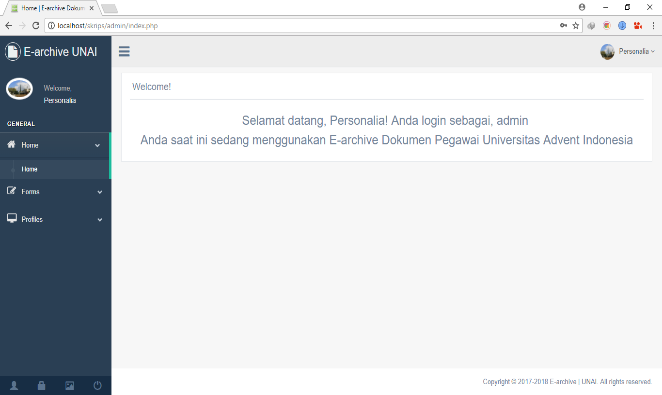 Home | E-archive Dokum
localhost/skripsi/admin/index.php
E-archive UNAI
Personalia
Welcome,
Personalia
Welcome!
GENERAL
Selamat datang, Personalia! Anda login sebagai, admin
Anda saat ini sedang menggunakan E-archive Dokumen Pegawai Universitas Advent Indonesia
Home
Home
Forms
Profiles
Copyright © 2017-2018 E-archive | UNAI. All rights reserved.